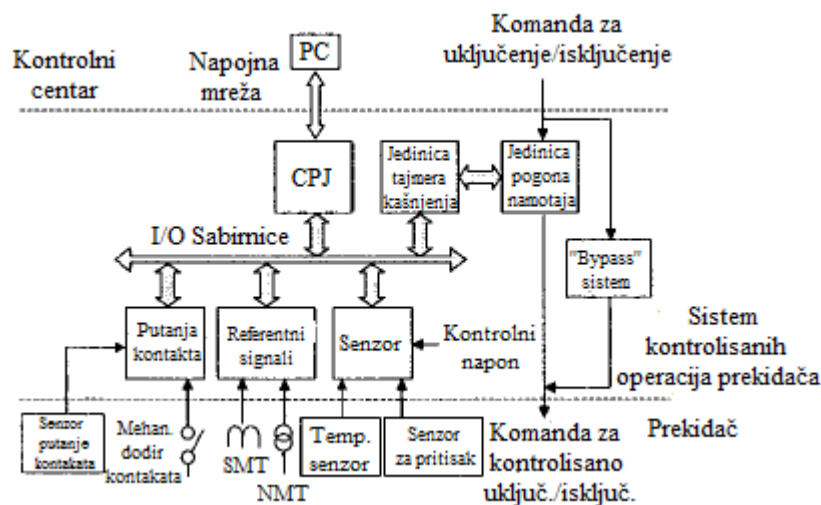 Komanda za
uključenje/isključenje
PC
Napojna
mreža
Kontrolni
centar
CPJ
Jedinica
tajmera
kašnjenja
Jedinica
pogona
namotaja
I/O Sabirnice
"Bypass"
sistem
Putanja
kontakta
Referentni
signali
Senzor
Kontrolni
napon
Sistem
kontrolisanih
operacija prekidača
Senzor
putanje
kontakata
Mehan.
dodir
kontakata
SMT
NMT
Temp.
senzor
Senzor
za pritisak
Komanda za
kontrolisano
uključ./isključ.
Prekidač